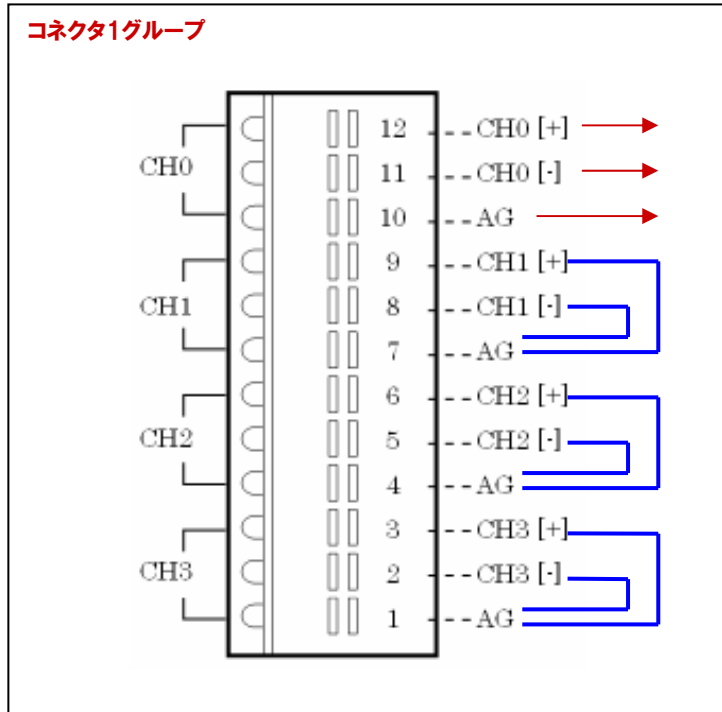 コネクタ1グループ
CH0
CH1
CH2
CH3
12 CH0 [+]
11 CH0 [-]
10 AG
9 CH1 [+]
8 CH1 [-]
7 AG
6 CH2 [+]
5 CH2 [-]
4 AG
3 CH3 [+]
2 CH3 [-]
1 AG